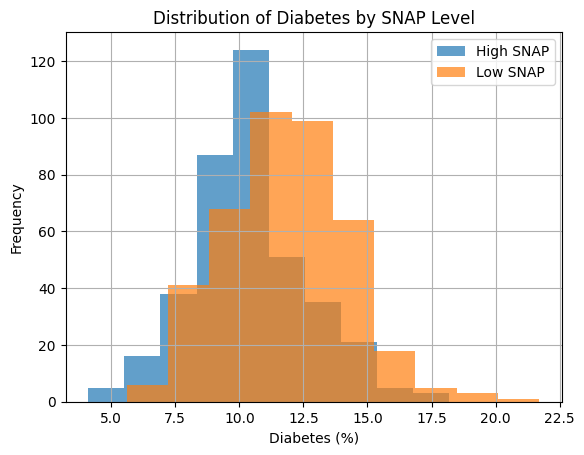 Distribution of Diabetes by SNAP Level
High SNAP
Low SNAP
Frequency
120
100
80
60
40
20
0
5.0 7.5 10.0 12.5 15.0 17.5 20.0 22.5
Diabetes (%)